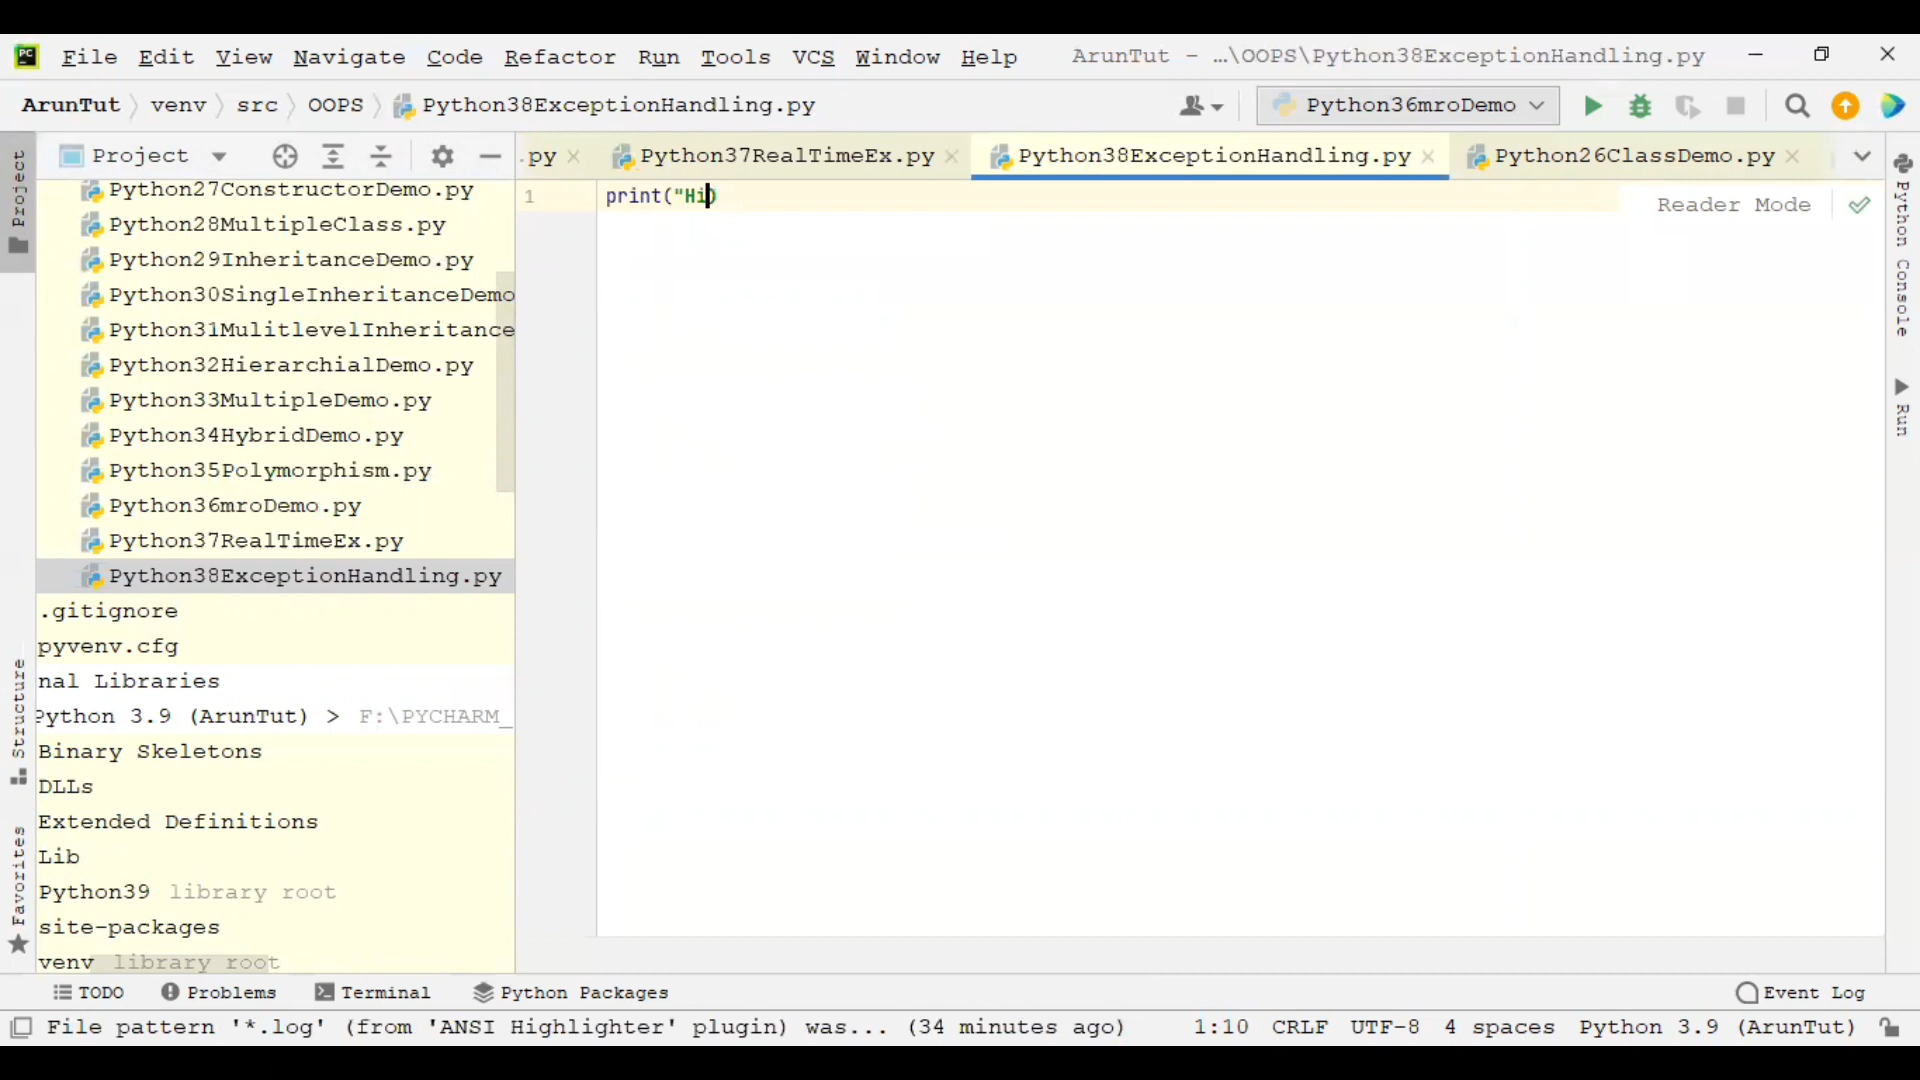 PC File Edit View Navigate Code Refactor Run Tools VCS Window Help ArunTut - ...\OOPS\Python38ExceptionHandling.py
ArunTut venv src OOPS Python38ExceptionHandling.py Python36mroDemo
Project .py Python37RealTimeEx.py Python38ExceptionHandling.py Python26ClassDemo.py
Project
Python27ConstructorDemo.py
Python28MultipleClass.py
Python29InheritanceDemo.py
Python30SingleInheritanceDemo
Python31MulitlevelInheritance
Python32HierarchialDemo.py
Python33MultipleDemo.py
Python34HybridDemo.py
Python35Polymorphism.py
Python36mroDemo.py
Python37RealTimeEx.py
Python38ExceptionHandling.py
.gitignore
pyvenv.cfg
nal Libraries
Python 3.9 (ArunTut) > F:\PYCHARM_
Binary Skeletons
DLLs
Extended Definitions
Lib
Python39 library root
site-packages
venv library root
Structure
Favorites
1 print("Hi)
Reader Mode
Python Console
Run
TODO Problems Terminal Python Packages Event Log
File pattern '*.log' (from 'ANSI Highlighter' plugin) was... (34 minutes ago) 1:10 CRLF UTF-8 4 spaces Python 3.9 (ArunTut)